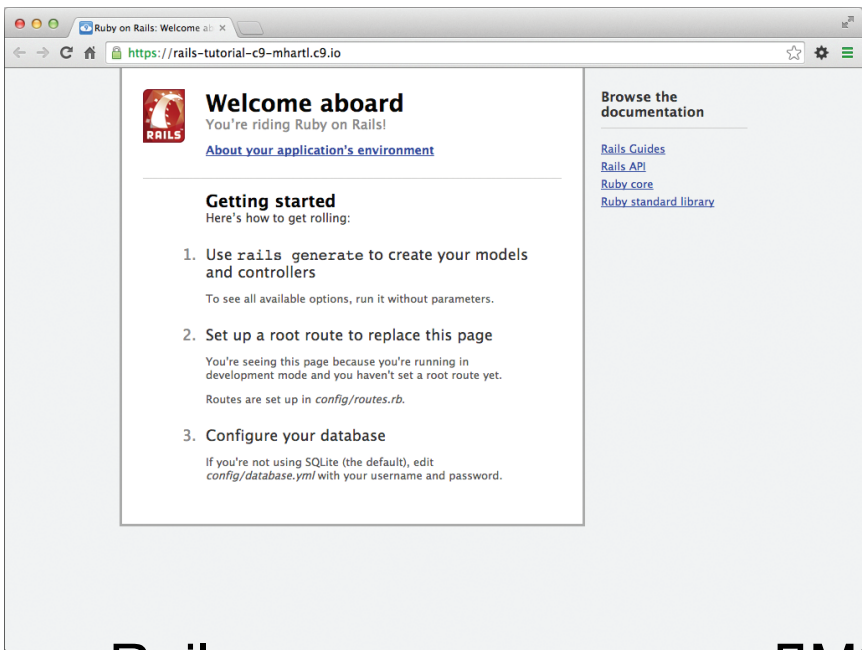 Ruby on Rails: Welcome ab
https://rails-tutorial-c9-mhartl.c9.io
RAILS
Welcome aboard
You're riding Ruby on Rails!
About your application's environment
Getting started
Here's how to get rolling:
1. Use rails generate to create your models
and controllers
To see all available options, run it without parameters.
2. Set up a root route to replace this page
You're seeing this page because you're running in
development mode and you haven't set a root route yet.
Routes are set up in config/routes.rb.
3. Configure your database
If you're not using SQLite (the default), edit
config/database.yml with your username and password.
Browse the
documentation
Rails Guides
Rails API
Ruby core
Ruby standard library